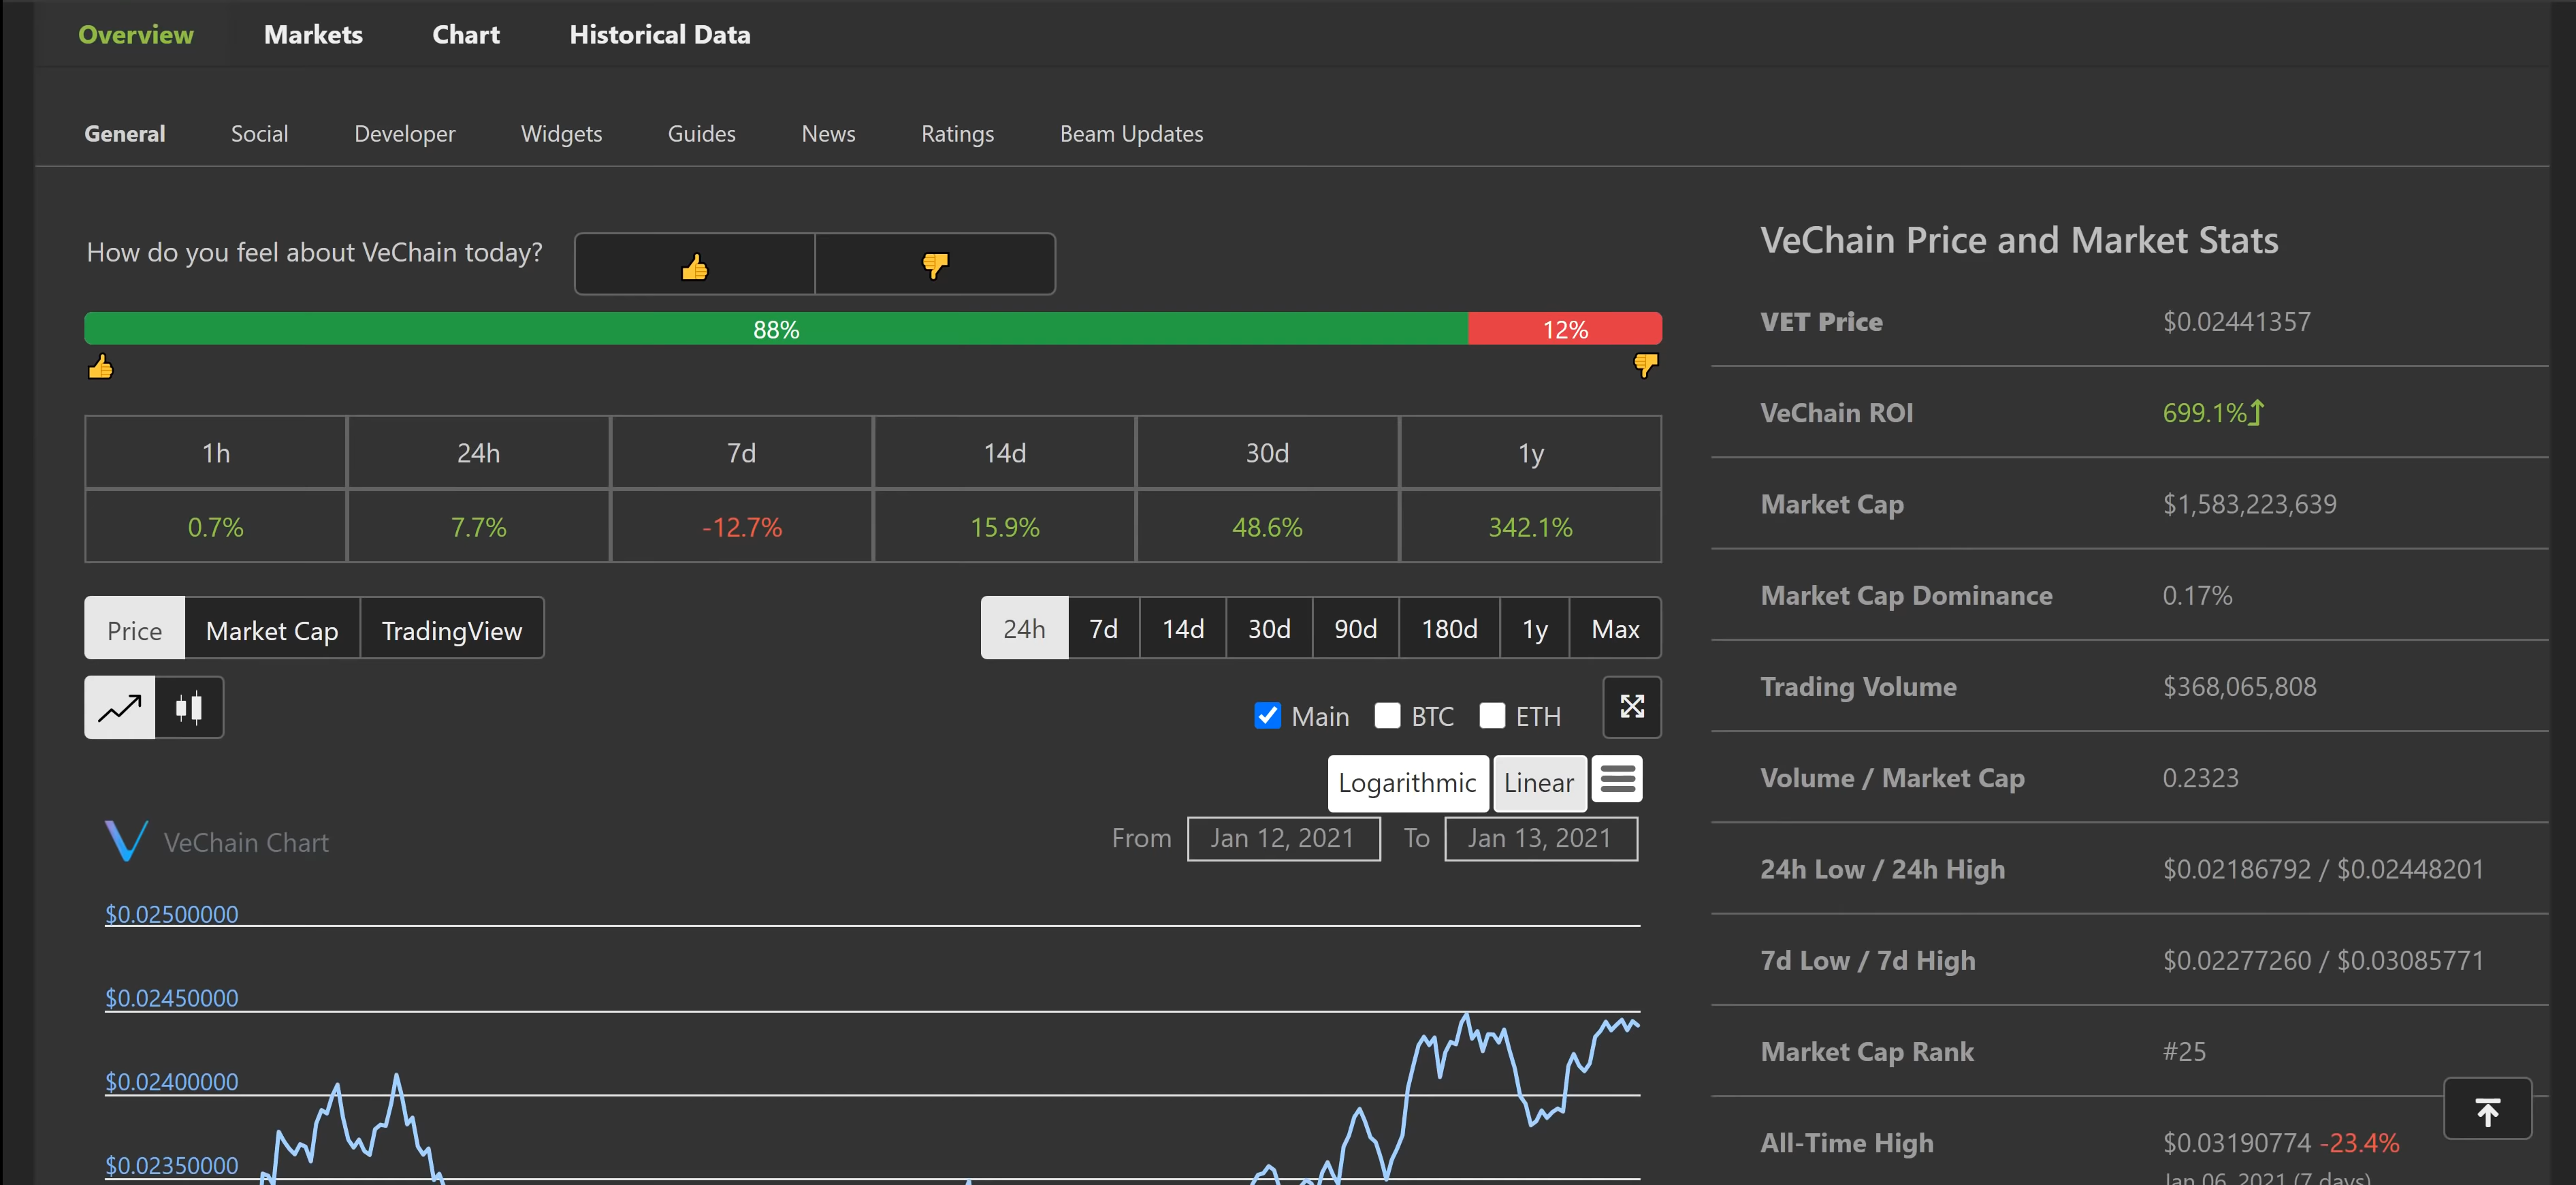 Overview Markets Chart Historical Data
General Social Developer Widgets Guides News Ratings Beam Updates
How do you feel about VeChain today?
88% 12%
1h 24h 7d 14d 30d 1y
0.7% 7.7% -12.7% 15.9% 48.6% 342.1%
Price Market Cap TradingView
24h 7d 14d 30d 90d 180d 1y Max
Main BTC ETH
Logarithmic Linear
VeChain Chart
From Jan 12, 2021 To Jan 13, 2021
$0.02500000
$0.02450000
$0.02400000
$0.02350000
VeChain Price and Market Stats
VET Price $0.02441357
VeChain ROI 699.1%
Market Cap $1,583,223,639
Market Cap Dominance 0.17%
Trading Volume $368,065,808
Volume / Market Cap 0.2323
24h Low / 24h High $0.02186792 / $0.02448201
7d Low / 7d High $0.02277260 / $0.03085771
Market Cap Rank #25
All-Time High $0.03190774 -23.4%
Jan 06, 2021 (7 days)